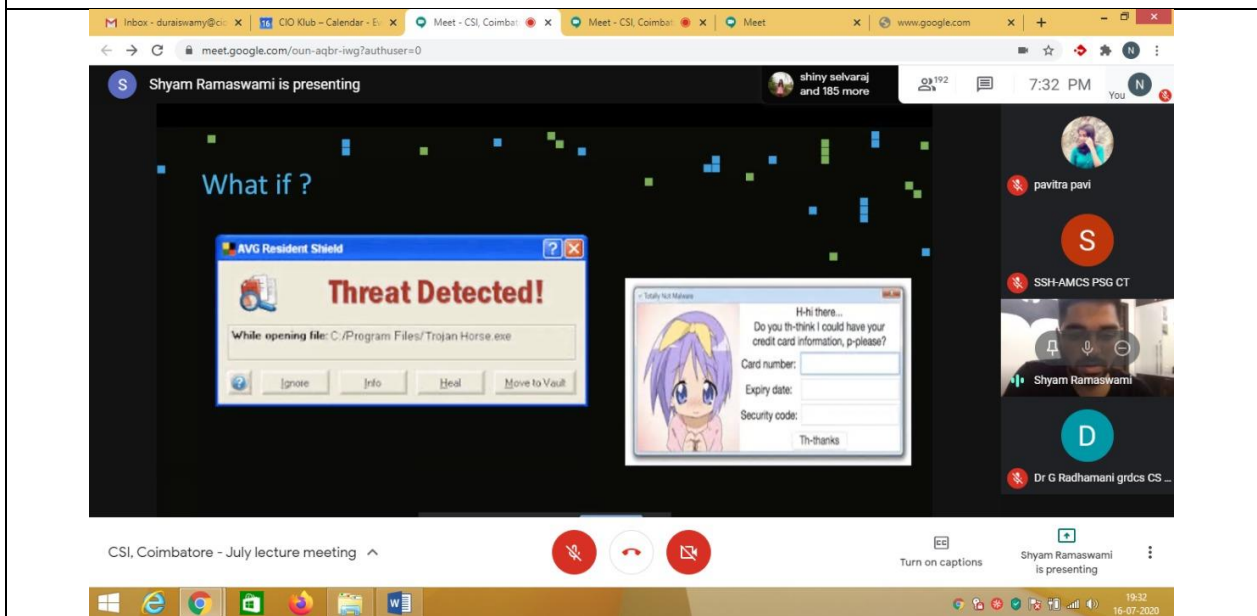 Inbox - duraiswamy@cio
CIO Klub – Calendar - Ev
Meet - CSI, Coimbat
Meet - CSI, Coimbat
Meet
www.google.com
meet.google.com/oun-aqbr-iwg?authuser=0
N
S
Shyam Ramaswami is presenting
shiny selvaraj
and 185 more
192
7:32 PM
You
N
What if ?
AVG Resident Shield
Threat Detected!
While opening file: C:/Program Files/Trojan Horse.exe
Ignore
Info
Heal
Move to Vault
Totally Not Malware
H-hi there...
Do you th-think I could have your
credit card information, p-please?
Card number:
Expiry date:
Security code:
Th-thanks
pavitra pavi
S
SSH-AMCS PSG CT
Shyam Ramaswami
D
Dr G Radhamani grdcs CS ...
CSI, Coimbatore - July lecture meeting
CC
Turn on captions
Shyam Ramaswami
is presenting
19:32
16-07-2020